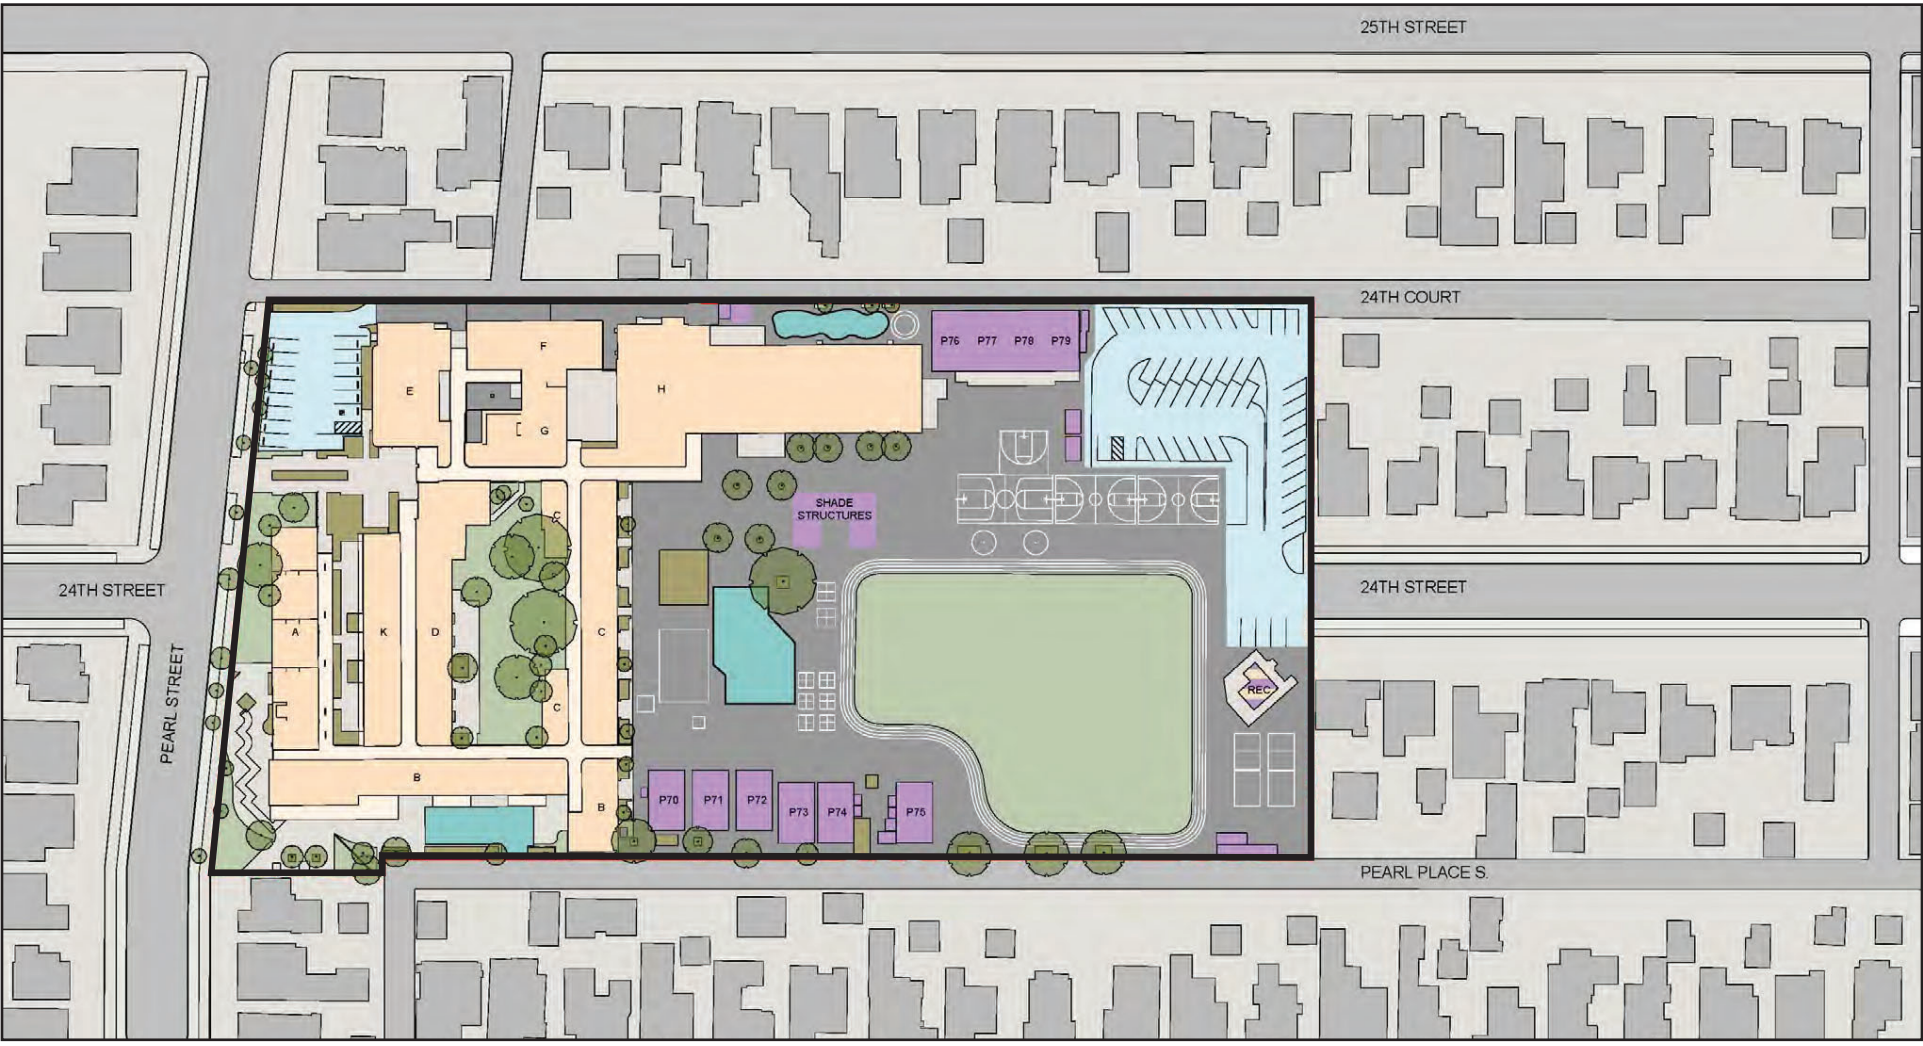 25TH STREET
24TH COURT
P76 P77 P78 P79
F
E
H
G
C
SHADE
STRUCTURES
24TH STREET
24TH STREET
A
K
D
C
PEARL STREET
REC
C
B
B
P70
P71
P72
P73
P74
P75
PEARL PLACE S.